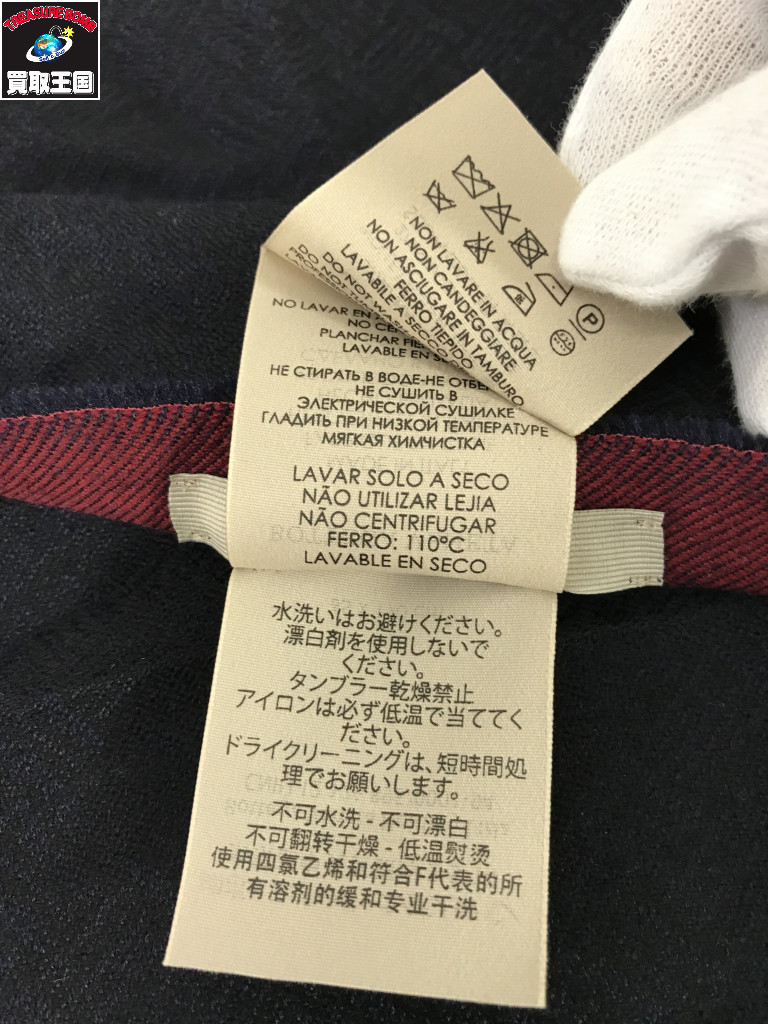 TREASURE BOMB
買取王国
P
NON LAVARE IN ACQUA
NON CANDEGGIARE
NON ASCIUGARE IN TAMBURO
FERRO TIEPIDO
LAVABILE A SECCO
DO NOT WAS
DO NOT
NO LAVAR EN
NO
PLANCHAR
LAVABLE EN SE
НЕ СТИРАТЬ В ВОДЕ-НЕ ОТБЕ
НЕ СУШИТЬ В
ЭЛЕКТРИЧЕСКОЙ СУШИЛКЕ
ГЛАДИТЬ ПРИ НИЗКОЙ ТЕМПЕРАТУРЕ
МЯГКАЯ ХИМЧИСТКА
LAVAR SOLO A SECO
NÃO UTILIZAR LEJIA
NÃO CENTRIFUGAR
FERRO: 110°C
LAVABLE EN SECO
水洗いはお避けください。
漂白剤を使用しないで
ください。
タンブラー乾燥禁止
アイロンは必ず低温で当ててく
ださい。
ドライクリーニングは、短時間処
理でお願いします。
不可水洗 - 不可漂白
不可翻转干燥 - 低温熨烫
使用四氯乙烯和符合F代表的所
有溶剂的缓和专业干洗